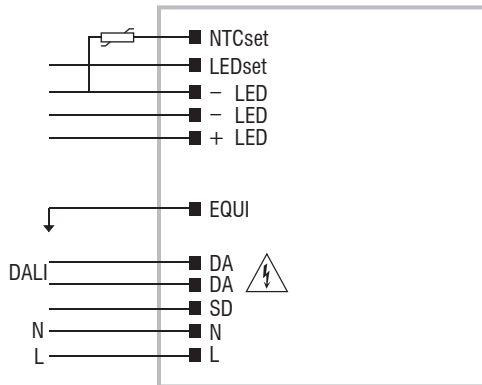 NTCset
LEDset
− LED
− LED
+ LED
EQUI
DALI
DA
DA
SD
N N
L L